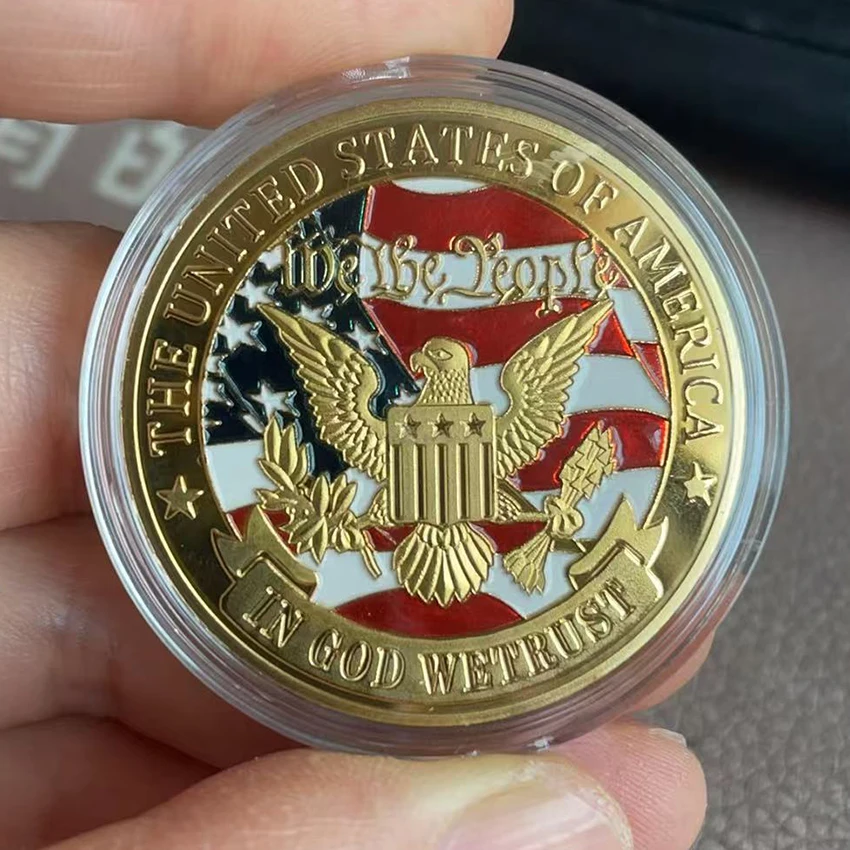 THE UNITED STATES OF AMERICA
We The People
IN GOD WETRUST